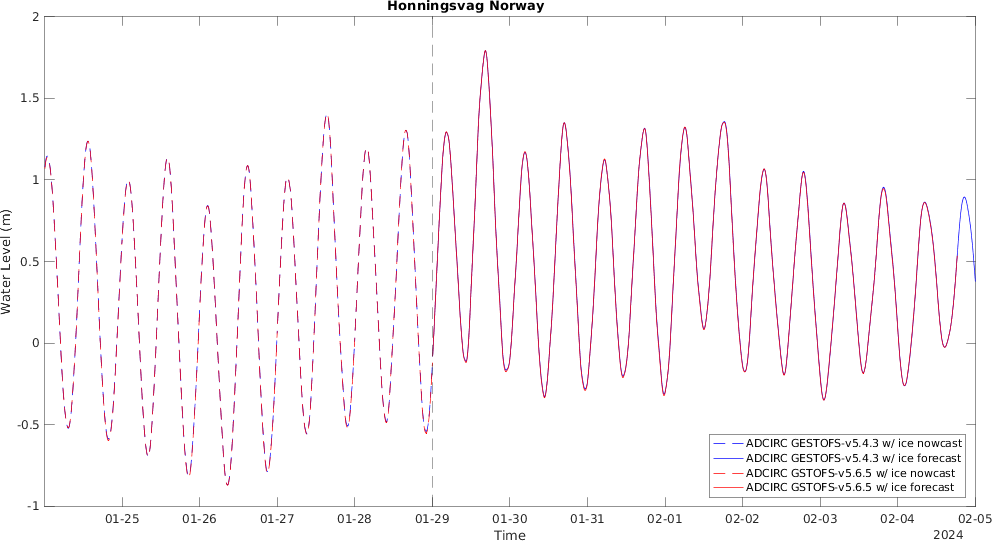 Honningsvag Norway
2
1.5
1
0.5
0
-0.5
-1
Water Level (m)
01-25 01-26 01-27 01-28 01-29 01-30 01-31 02-01 02-02 02-03 02-04 02-05
Time
2024
ADCIRC GESTOFS-v5.4.3 w/ ice nowcast
ADCIRC GESTOFS-v5.4.3 w/ ice forecast
ADCIRC GSTOFS-v5.6.5 w/ ice nowcast
ADCIRC GSTOFS-v5.6.5 w/ ice forecast